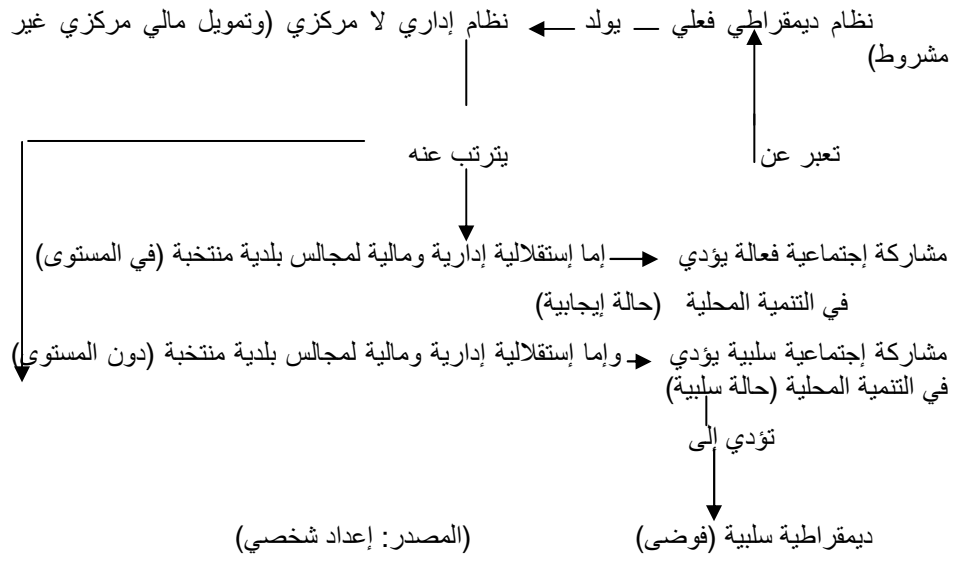 نظام ديمقراطي فعلي — يولد نظام إداري لا مركزي (وتمويل مالي مركزي غير
مشروط)
تعبر عن يترتب عنه
مشاركة إجتماعية فعالة يؤدي إما إستقلالية إدارية ومالية لمجالس بلدية منتخبة (في المستوى)
في التنمية المحلية (حالة إيجابية)
مشاركة إجتماعية سلبية يؤدي وإما إستقلالية إدارية ومالية لمجالس بلدية منتخبة (دون المستوى)
في التنمية المحلية (حالة سلبية)
تؤدي إلى
ديمقراطية سلبية (فوضى) (المصدر: إعداد شخصي)